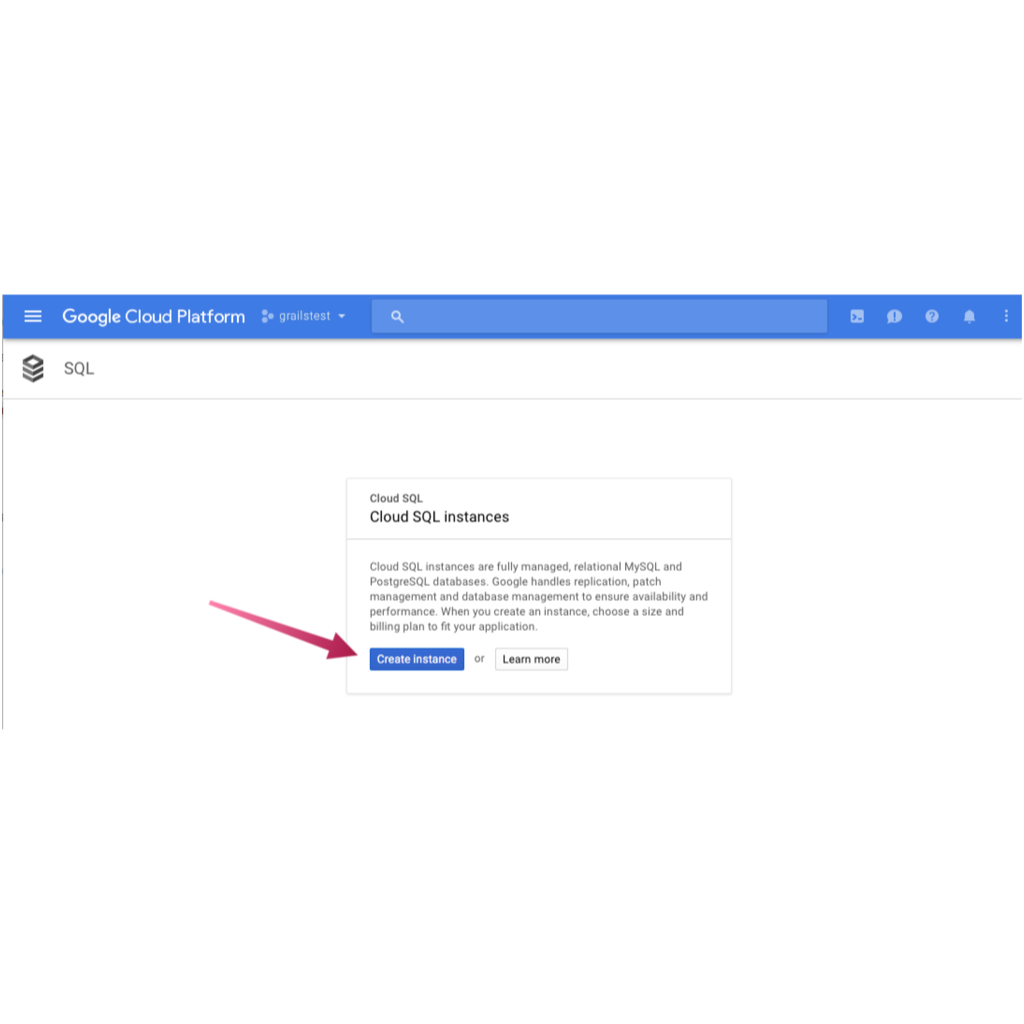 Google Cloud Platform
grailstest
SQL
Cloud SQL
Cloud SQL instances
Cloud SQL instances are fully managed, relational MySQL and
PostgreSQL databases. Google handles replication, patch
management and database management to ensure availability and
performance. When you create an instance, choose a size and
billing plan to fit your application.
Create instance or Learn more